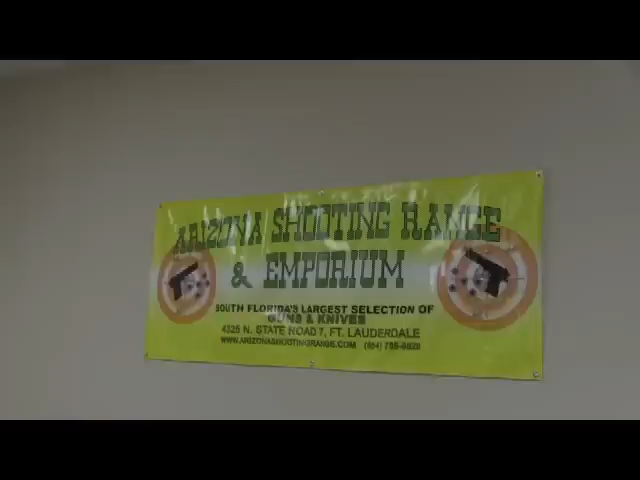 ARIZONA SHOOTING RANGE
& EMPORIUM
SOUTH FLORIDA'S LARGEST SELECTION OF
GUNS & KNIVES
4325 N. STATE ROAD 7, FT. LAUDERDALE
WWW.ARIZONASHOOTINGRANGE.COM (954)